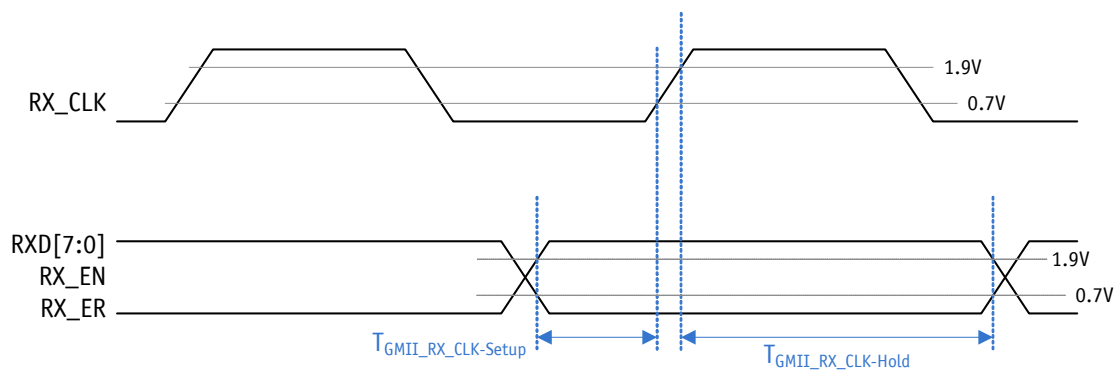 1.9V
RX_CLK
0.7V
RXD[7:0]
1.9V
RX_EN
0.7V
RX_ER
TGMII_RX_CLK-Setup
TGMII_RX_CLK-Hold